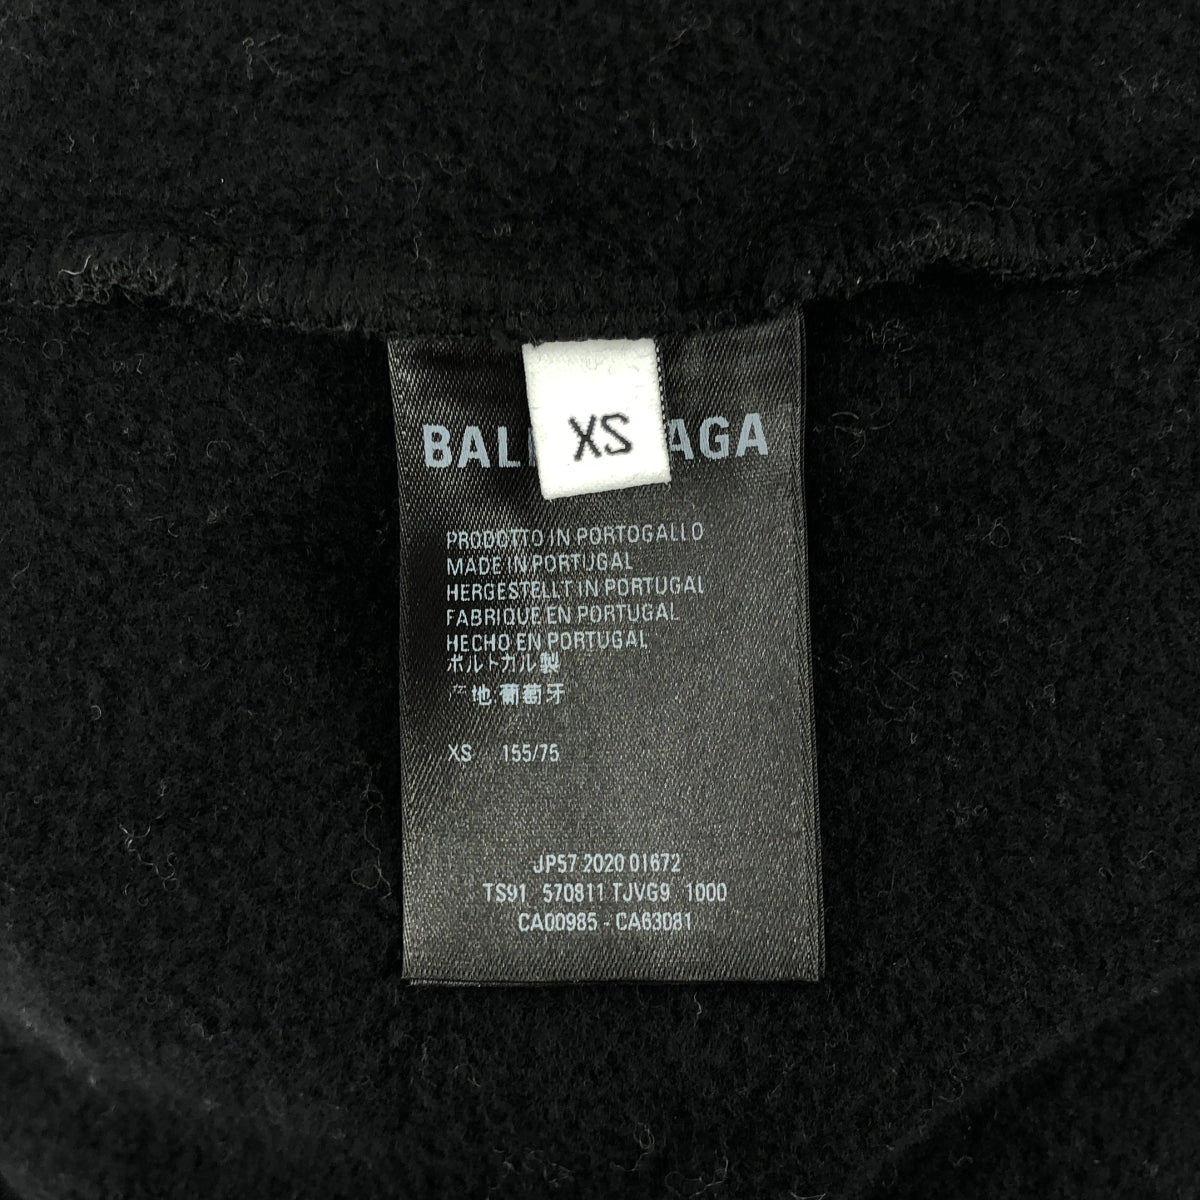 XS
BAL AGA
PRODOTTO IN PORTOGALLO
MADE IN PORTUGAL
HERGESTELLT IN PORTUGAL
FABRIQUE EN PORTUGAL
HECHO EN PORTUGAL
ポルトガル製
产地:葡萄牙
XS 155/75
JP57 2020 01672
TS91 570811 TJVG9 1000
CA00985 - CA63081